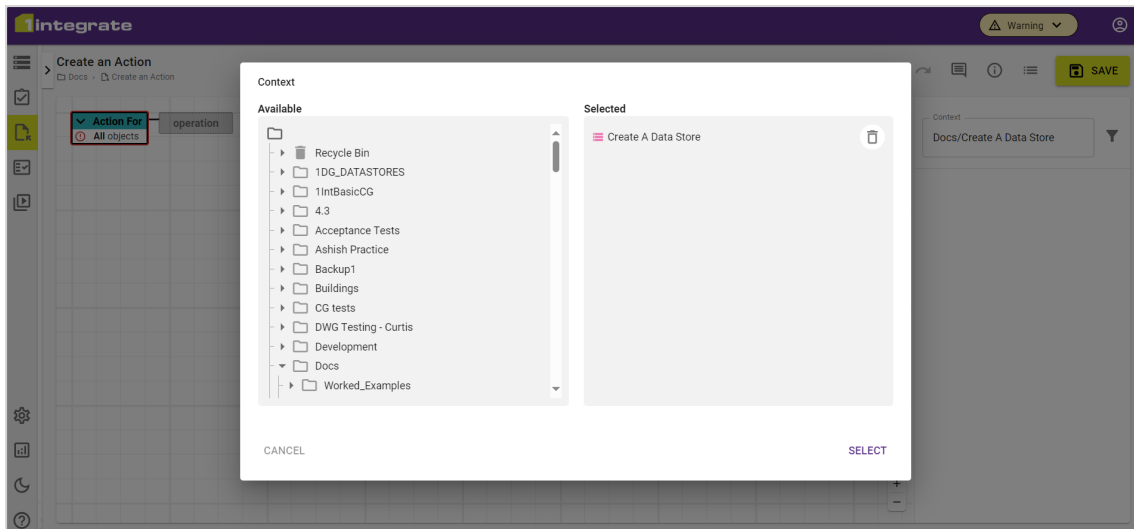 1integrate
Warning
Create an Action
Docs › Create an Action
SAVE
Action For
All objects
operation
Context
Docs/Create A Data Store
Context
Available
Recycle Bin
1DG_DATASTORES
1IntBasicCG
4.3
Acceptance Tests
Ashish Practice
Backup1
Buildings
CG tests
DWG Testing - Curtis
Development
Docs
Worked_Examples
Selected
Create A Data Store
CANCEL
SELECT